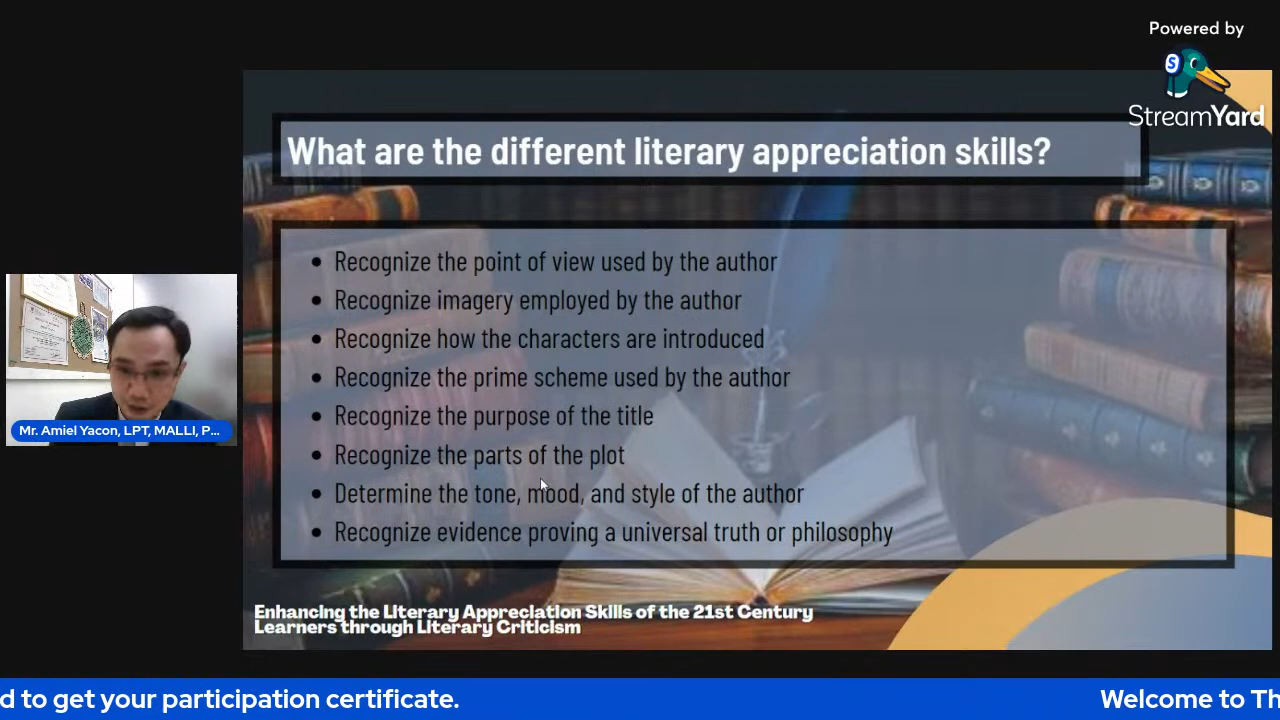 Powered by
S
StreamYard
What are the different literary appreciation skills?
• Recognize the point of view used by the author
• Recognize imagery employed by the author
• Recognize how the characters are introduced
• Recognize the prime scheme used by the author
• Recognize the purpose of the title
• Recognize the parts of the plot
• Determine the tone, mood, and style of the author
• Recognize evidence proving a universal truth or philosophy
Mr. Amiel Yacon, LPT, MALLI, P...
Enhancing the Literary Appreciation Skills of the 21st Century
Learners through Literary Criticism
d to get your participation certificate.
Welcome to Th